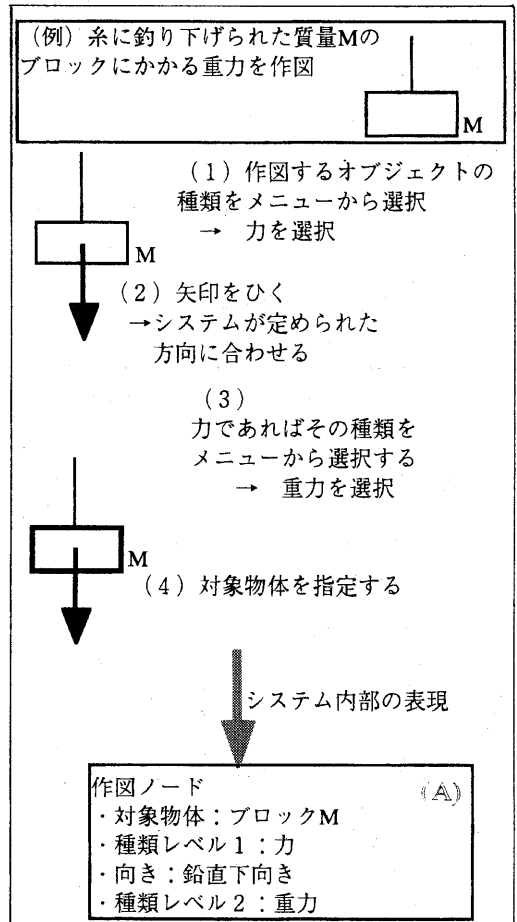 （例）糸に釣り下げられた質量Mの
ブロックにかかる重力を作図
M
（１）作図するオブジェクトの
種類をメニューから選択
→ 力を選択
M
（２）矢印をひく
→システムが定められた
方向に合わせる
（３）
力であればその種類を
メニューから選択する
→ 重力を選択
M
（４）対象物体を指定する
システム内部の表現
作図ノード
(A)
・対象物体：ブロックM
・種類レベル１：力
・向き：鉛直下向き
・種類レベル２：重力